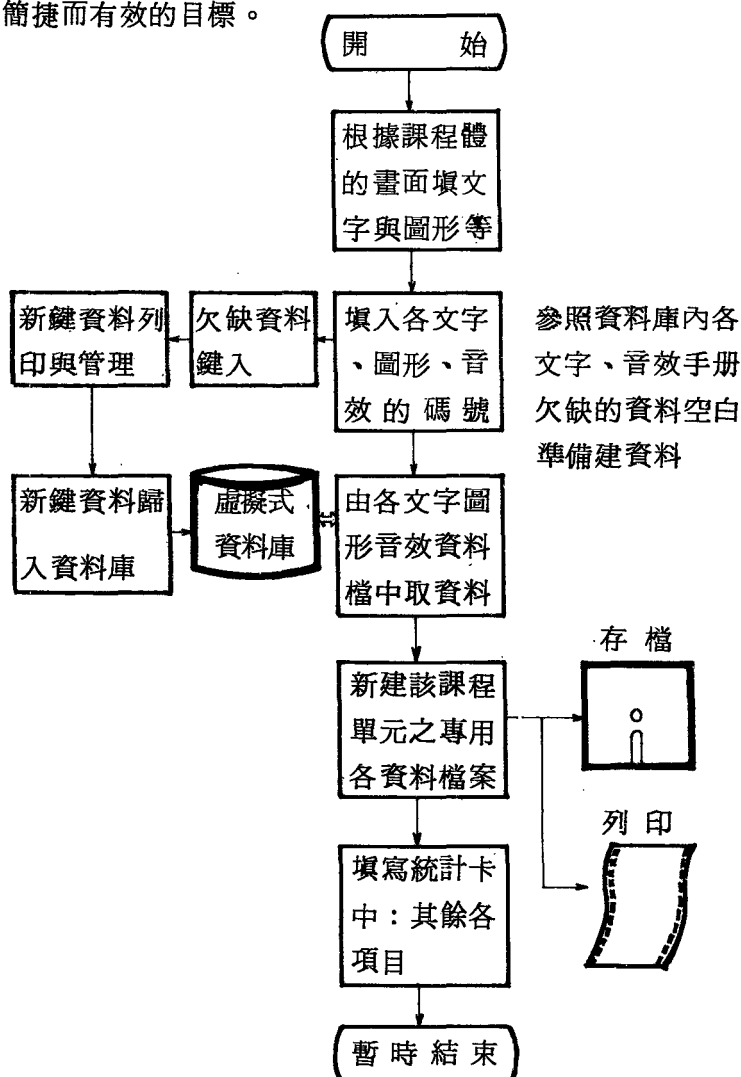 簡捷而有效的目標。
開始
根據課程體
的畫面填文
字與圖形等
新鍵資料列
印與管理
欠缺資料
鍵入
填入各文字
、圖形、音
效的碼號
參照資料庫內各
文字、音效手册
欠缺的資料空白
準備建資料
新鍵資料歸
入資料庫
虛擬式
資料庫
由各文字圖
形音效資料
檔中取資料
存檔
新建該課程
單元之專用
各資料檔案
列印
填寫統計卡
中：其餘各
項目
暫時結束